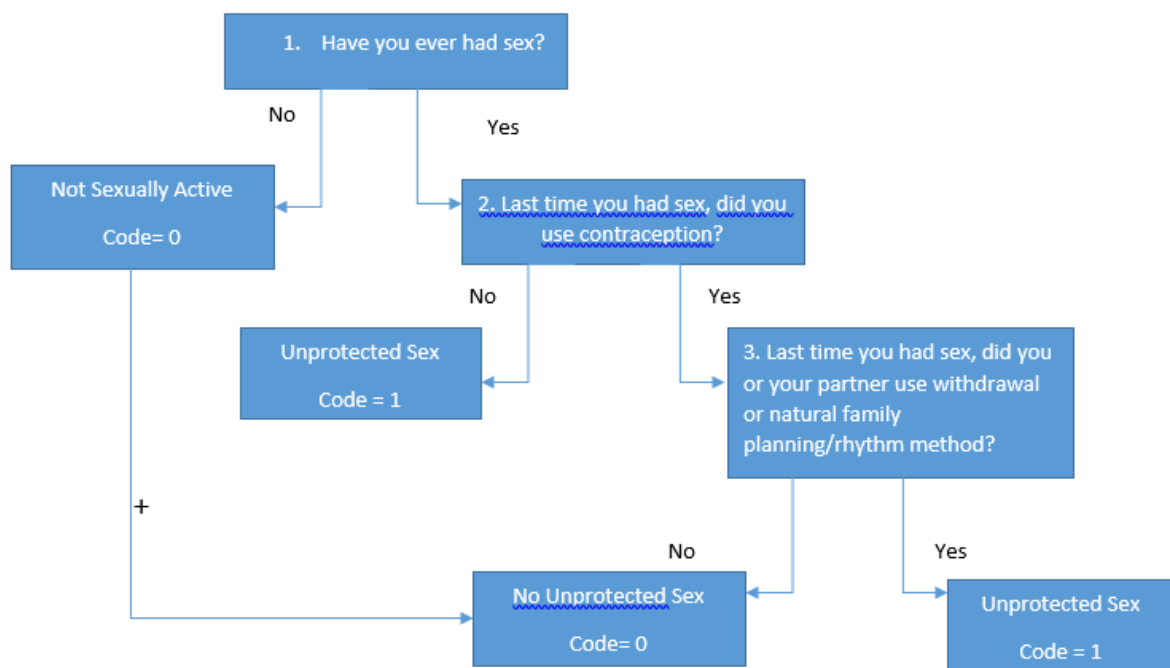 1. Have you ever had sex?
No
Yes
Not Sexually Active
Code= 0
2. Last time you had sex, did you
use contraception?
No
Yes
Unprotected Sex
Code = 1
3. Last time you had sex, did you
or your partner use withdrawal
or natural family
planning/rhythm method?
+
No
Yes
No Unprotected Sex
Code= 0
Unprotected Sex
Code = 1